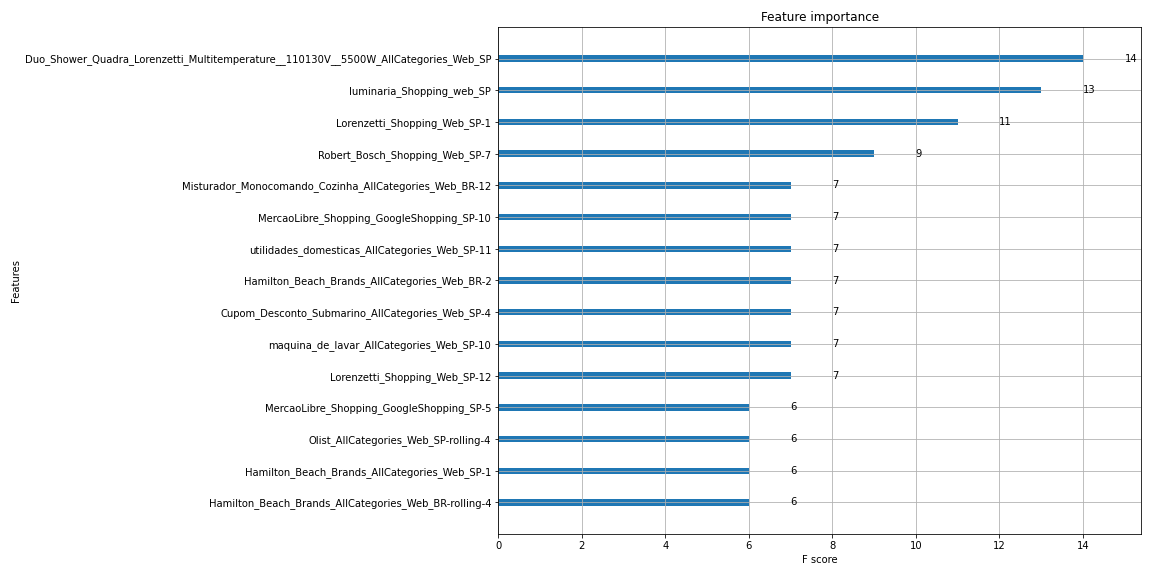 Feature importance
Duo_Shower_Quadra_Lorenzetti_Multitemperature__110130V__5500W_AllCategories_Web_SP 14
luminaria_Shopping_web_SP 13
Lorenzetti_Shopping_Web_SP-1 11
Robert_Bosch_Shopping_Web_SP-7 9
Misturador_Monocomando_Cozinha_AllCategories_Web_BR-12 7
MercaoLibre_Shopping_GoogleShopping_SP-10 7
utilidades_domesticas_AllCategories_Web_SP-11 7
Hamilton_Beach_Brands_AllCategories_Web_BR-2 7
Cupom_Desconto_Submarino_AllCategories_Web_SP-4 7
maquina_de_lavar_AllCategories_Web_SP-10 7
Lorenzetti_Shopping_Web_SP-12 7
MercaoLibre_Shopping_GoogleShopping_SP-5 6
Olist_AllCategories_Web_SP-rolling-4 6
Hamilton_Beach_Brands_AllCategories_Web_SP-1 6
Hamilton_Beach_Brands_AllCategories_Web_BR-rolling-4 6
Features
0 2 4 6 8 10 12 14
F score